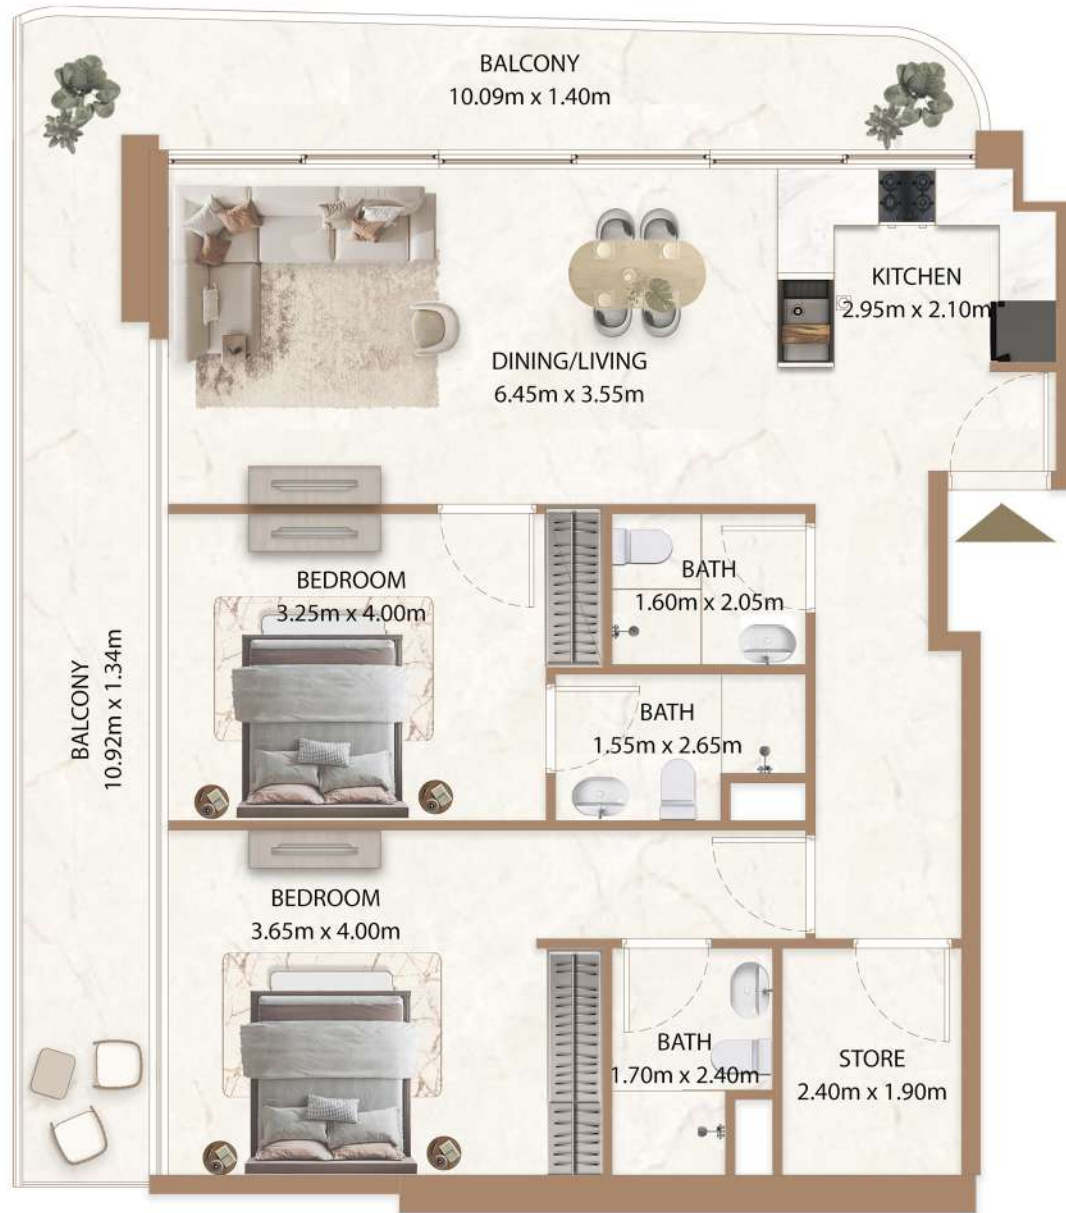 BALCONY
10.09m x 1.40m
KITCHEN
2.95m x 2.10m
DINING/LIVING
6.45m x 3.55m
BEDROOM
3.25m x 4.00m
BATH
1.60m x 2.05m
BATH
1.55m x 2.65m
BALCONY
10.92m x 1.34m
BEDROOM
3.65m x 4.00m
BATH
1.70m x 2.40m
STORE
2.40m x 1.90m